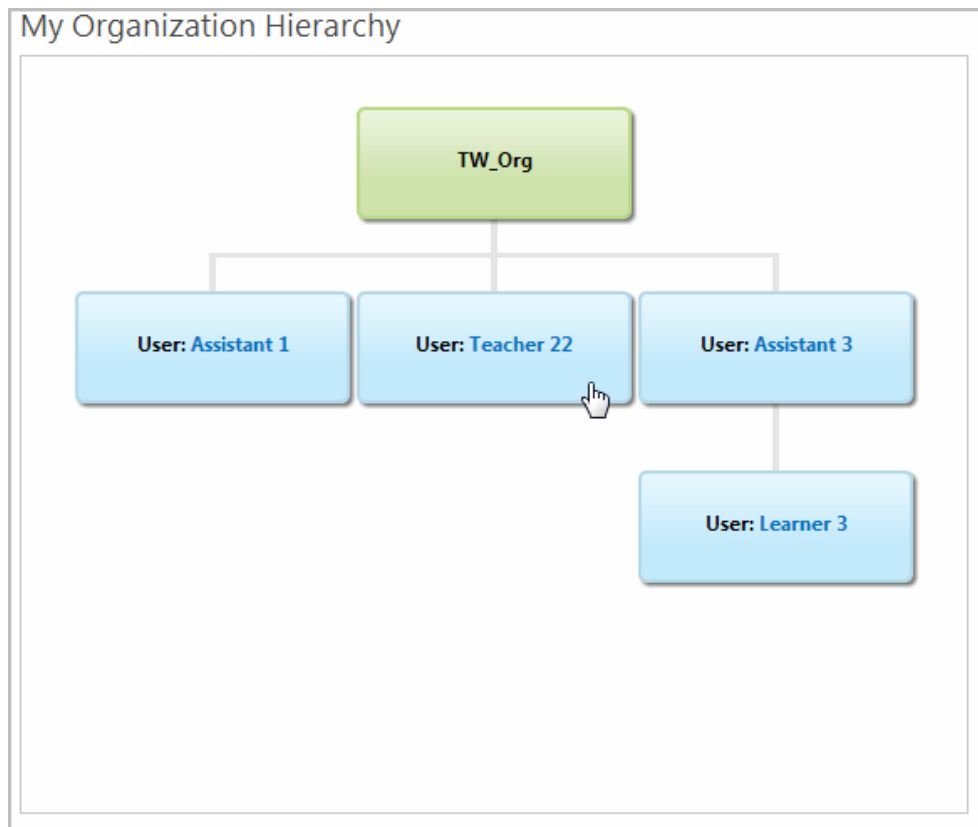 My Organization Hierarchy
TW_Org
User: Assistant 1
User: Teacher 22
User: Assistant 3
User: Learner 3